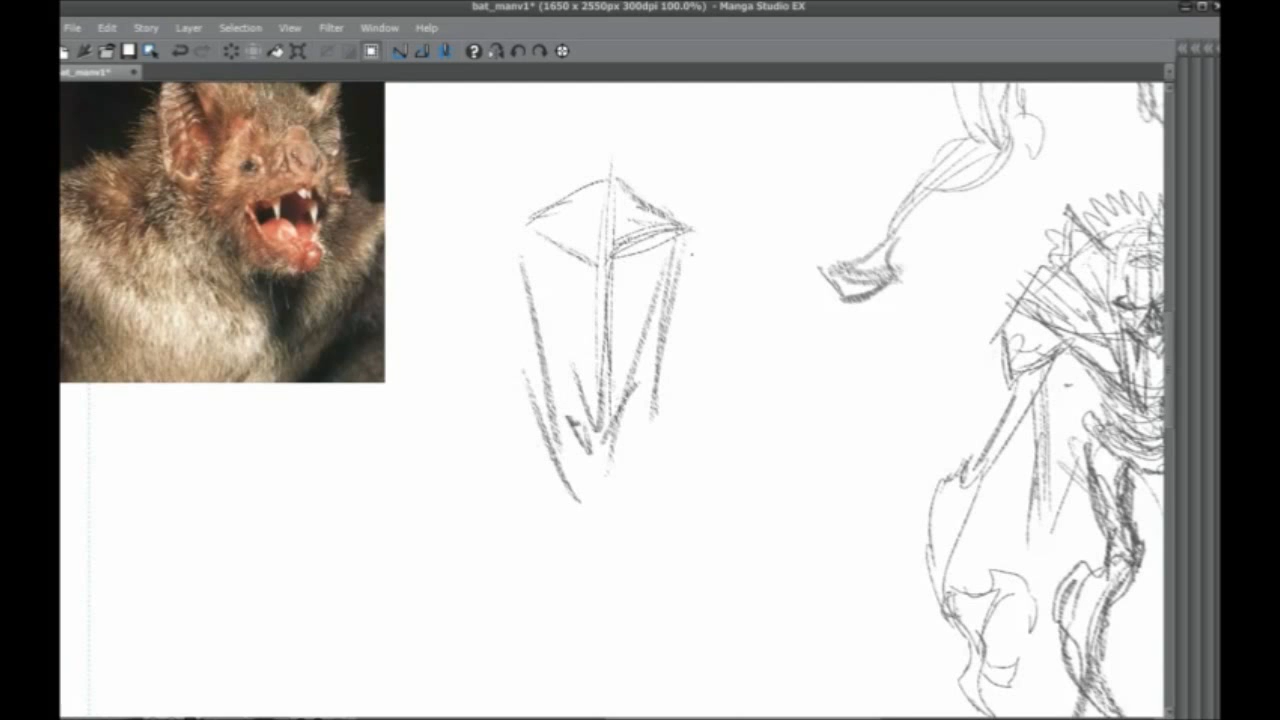 bat_manv1* (1650 x 2550px 300dpi 100.0%) - Manga Studio EX
File Edit Story Layer Selection View Filter Window Help
at_manv1*